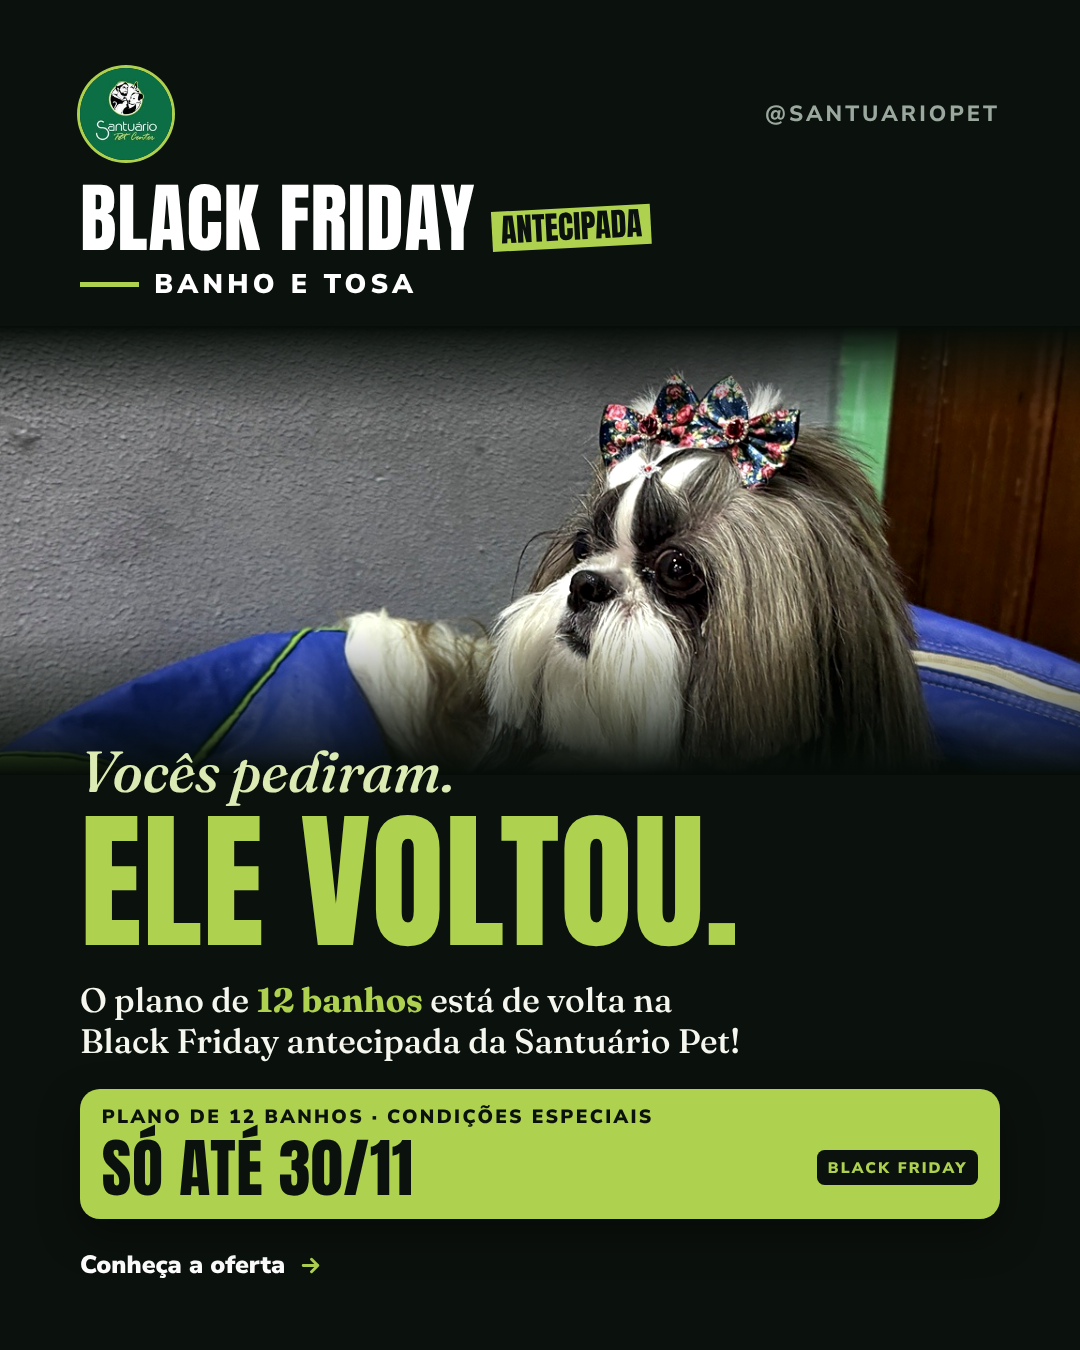 Santuário
Pet Center
@SANTUARIOPET
BLACK FRIDAY ANTECIPADA
BANHO E TOSA
Vocês pediram.
ELE VOLTOU.
O plano de 12 banhos está de volta na
Black Friday antecipada da Santuário Pet!
PLANO DE 12 BANHOS · CONDIÇÕES ESPECIAIS
SÓ ATÉ 30/11
BLACK FRIDAY
Conheça a oferta →